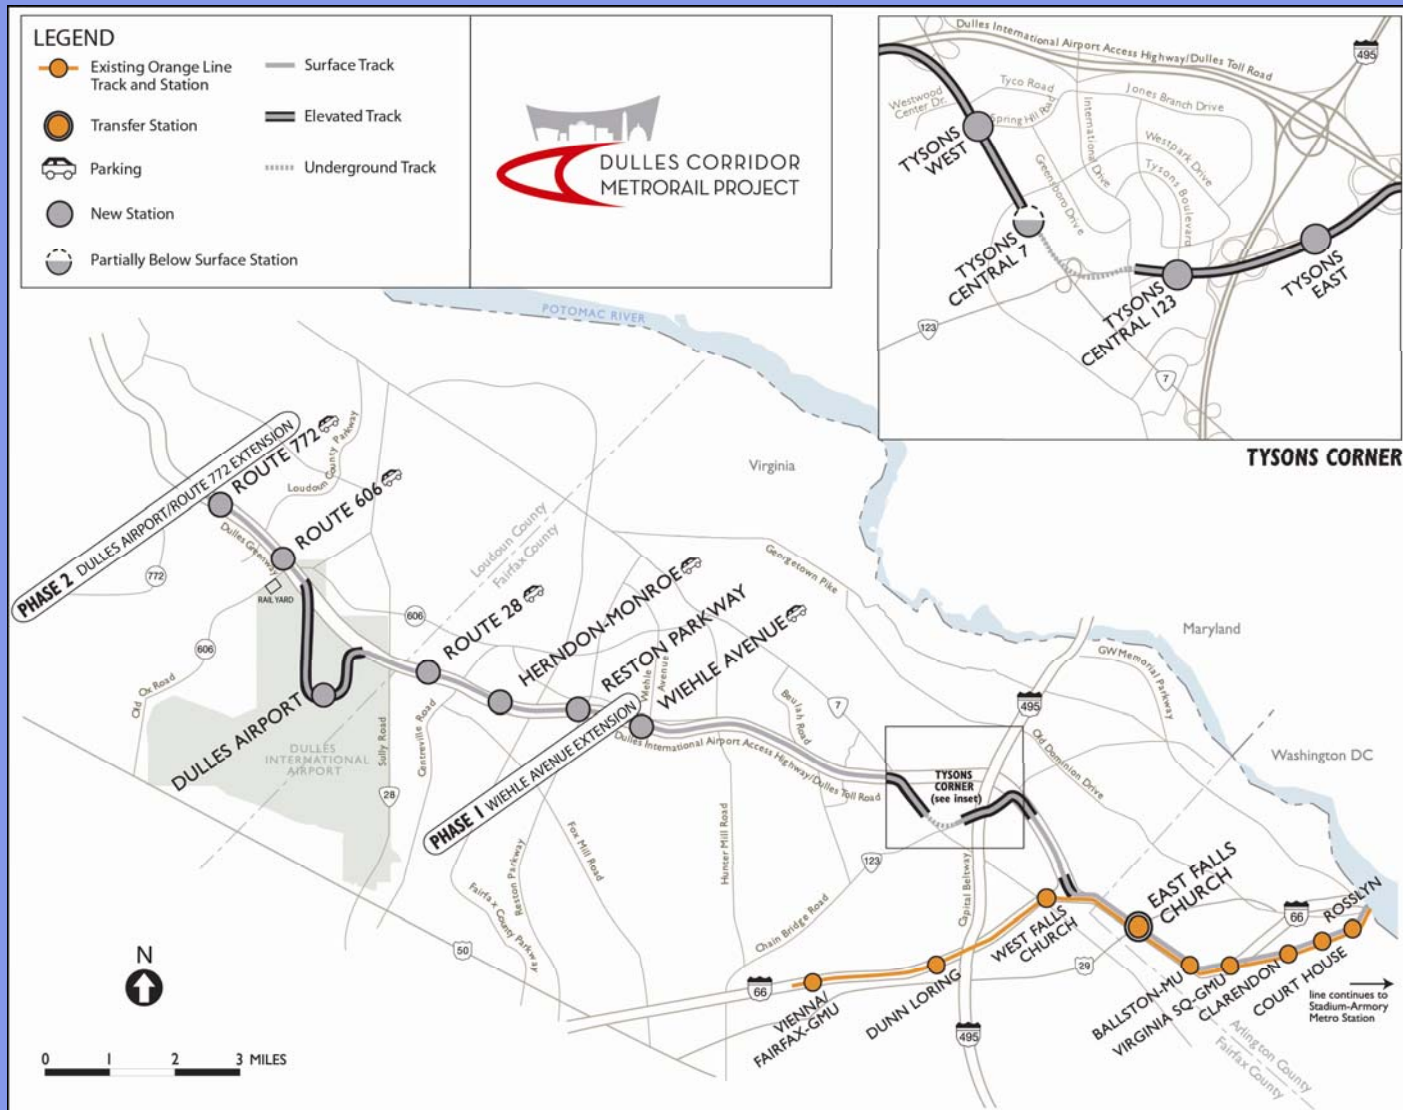 LEGEND
Existing Orange Line
Track and Station
Transfer Station
Parking
New Station
Partially Below Surface Station
Surface Track
Elevated Track
Underground Track
DULLES CORRIDOR
METRORAIL PROJECT
Dulles International Airport Access Highway/Dulles Toll Road
495
Westwood
Center Dr.
Tyco Road
Spring Hill Road
International Drive
Jones Branch Drive
Westpark Drive
Tysons Boulevard
Greensboro Drive
TYSONS
WEST
TYSONS
CENTRAL 7
TYSONS
CENTRAL 123
TYSONS
EAST
123
7
TYSONS CORNER
POTOMAC RIVER
Virginia
Maryland
Washington DC
PHASE 2 DULLES AIRPORT/ROUTE 772 EXTENSION
ROUTE 772
Loudoun County Parkway
ROUTE 606
Dulles Greenway
772
RAIL YARD
606
606
Old Ox Road
Loudoun County
Fairfax County
ROUTE 28
HERNDON-MONROE
RESTON PARKWAY
WIEHLE AVENUE
Wiehle
Avenue
DULLES AIRPORT
DULLES
INTERNATIONAL
AIRPORT
Sully Road
28
Centreville Road
PHASE 1 WIEHLE AVENUE EXTENSION
Dulles International Airport Access Highway/Dulles Toll Road
Georgetown Pike
GW Memorial Parkway
Beulah Road
7
495
Old Dominion Drive
TYSONS
CORNER
(see inset)
Fox Mill Road
Reston Parkway
Fairfax County Parkway
Hunter Mill Road
123
Chain Bridge Road
Capital Beltway
50
66
29
66
495
VIENNA/
FAIRFAX-GMU
DUNN LORING
WEST FALLS
CHURCH
EAST FALLS
CHURCH
BALLSTON-MU
VIRGINIA SQ-GMU
CLARENDON
COURT HOUSE
ROSSLYN
line continues to
Stadium-Armory
Metro Station
Arlington County
Fairfax County
N
0 1 2 3 MILES